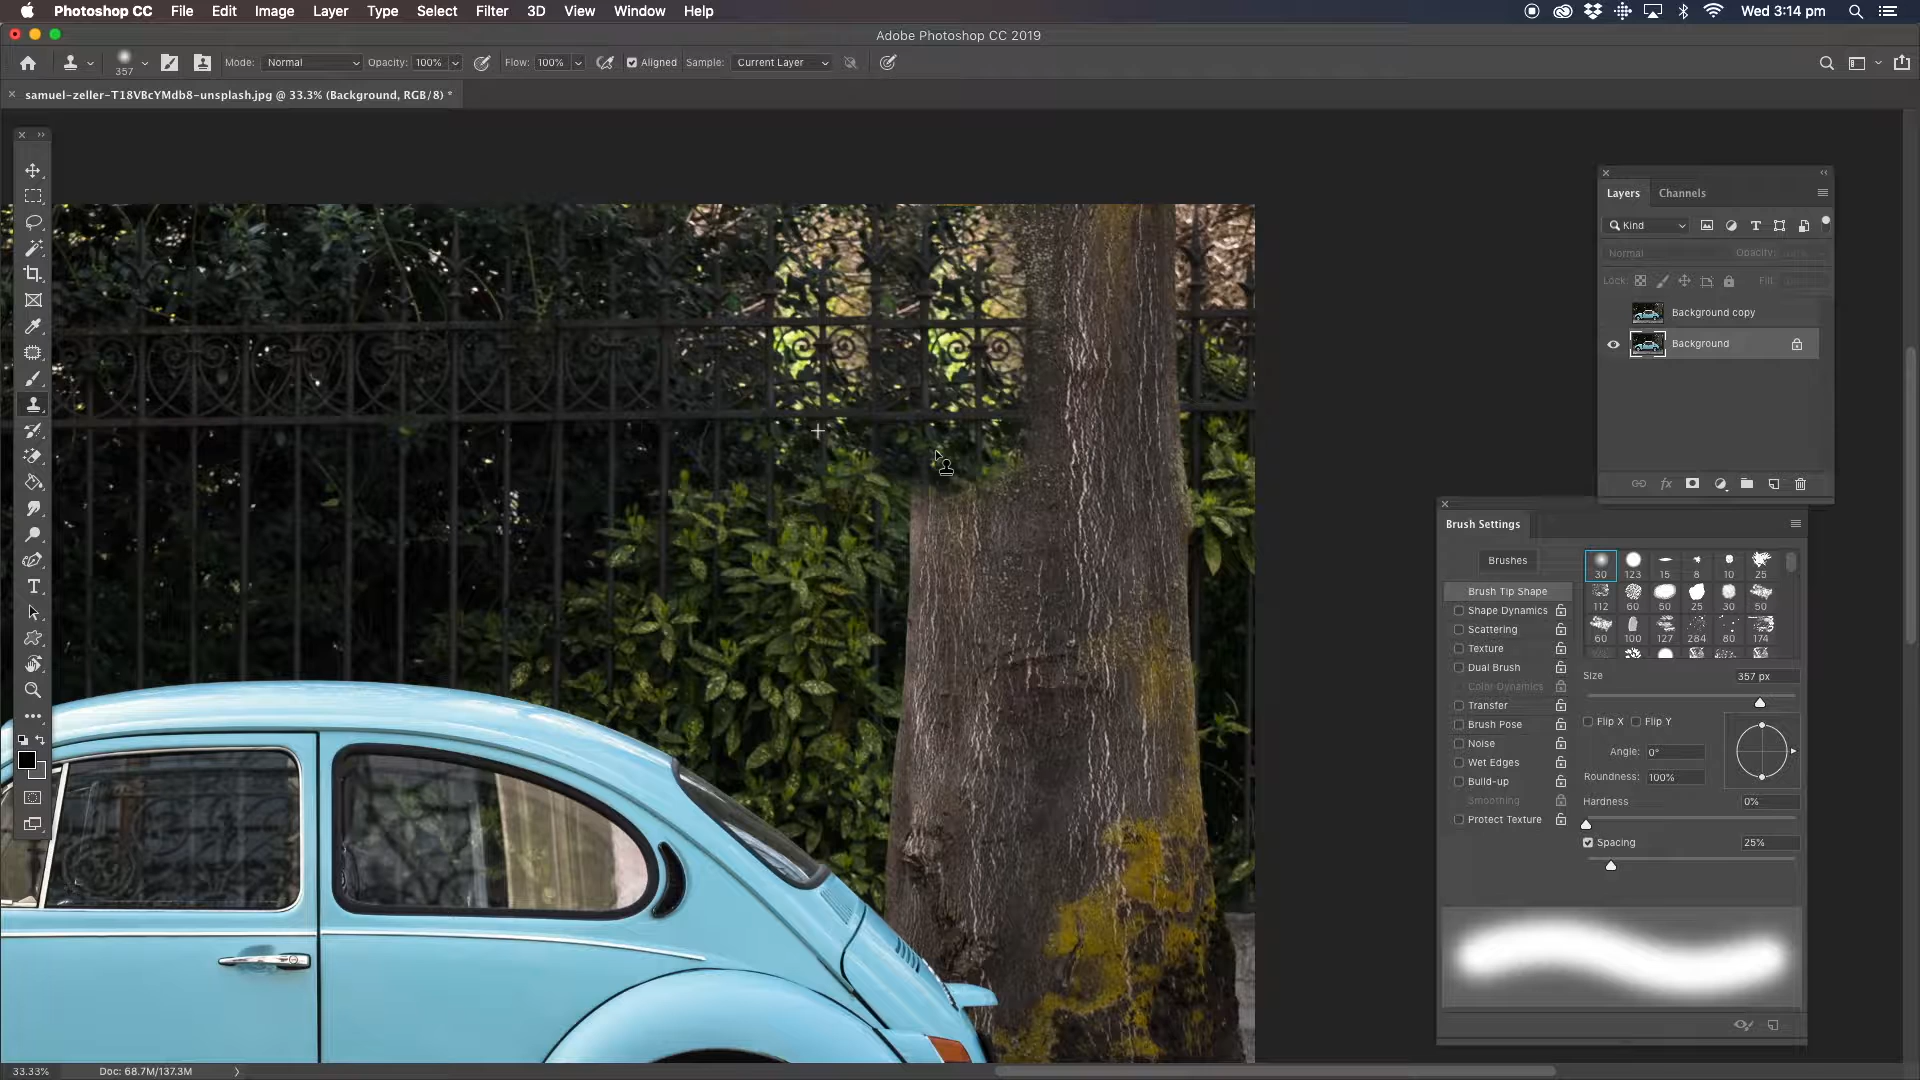 Photoshop CC File Edit Image Layer Type Select Filter 3D View Window Help Wed 3:14 pm
Adobe Photoshop CC 2019
357 Mode: Normal Opacity: 100% Flow: 100% Aligned Sample: Current Layer
samuel-zeller-T18VBcYMdb8-unsplash.jpg @ 33.3% (Background, RGB/8) *
Layers Channels
Kind
Normal Opacity:
Lock: Fill:
Background copy
Background
fx
Brush Settings
Brushes
30 123 15 8 10 25
Brush Tip Shape
112 60 50 25 30 50
Shape Dynamics
Scattering
60 100 127 284 80 174
Texture
Dual Brush
Size 357 px
Color Dynamics
Transfer
Flip X Flip Y
Brush Pose
Noise
Angle: 0°
Wet Edges
Roundness: 100%
Build-up
Smoothing
Hardness 0%
Protect Texture
Spacing 25%
33.33% Doc: 68.7M/137.3M